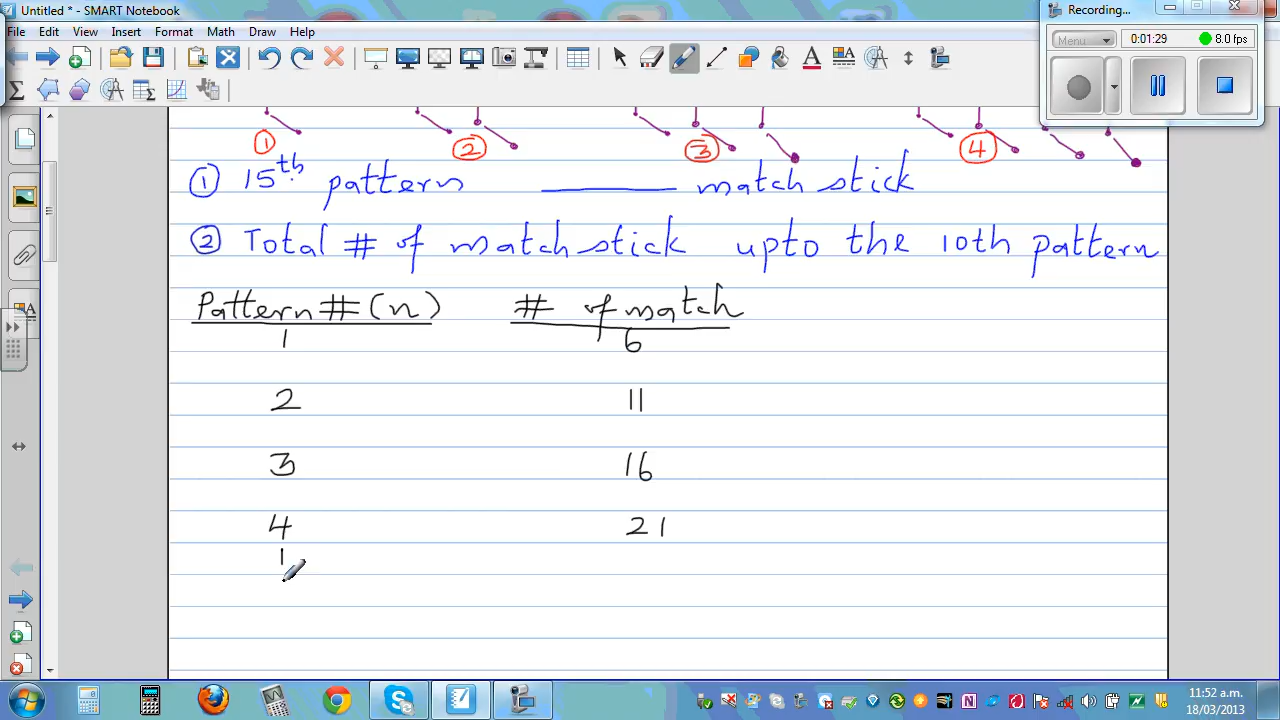 Untitled * - SMART Notebook
Recording...
File Edit View Insert Format Math Draw Help
Menu 0:01:29 8.0 fps
1 2 3 4
1 15th pattern ________ match stick
2 Total # of match stick upto the 10th pattern
Pattern # (n) # of match
1 6
2 11
3 16
4 21
11:52 a.m.
18/03/2013